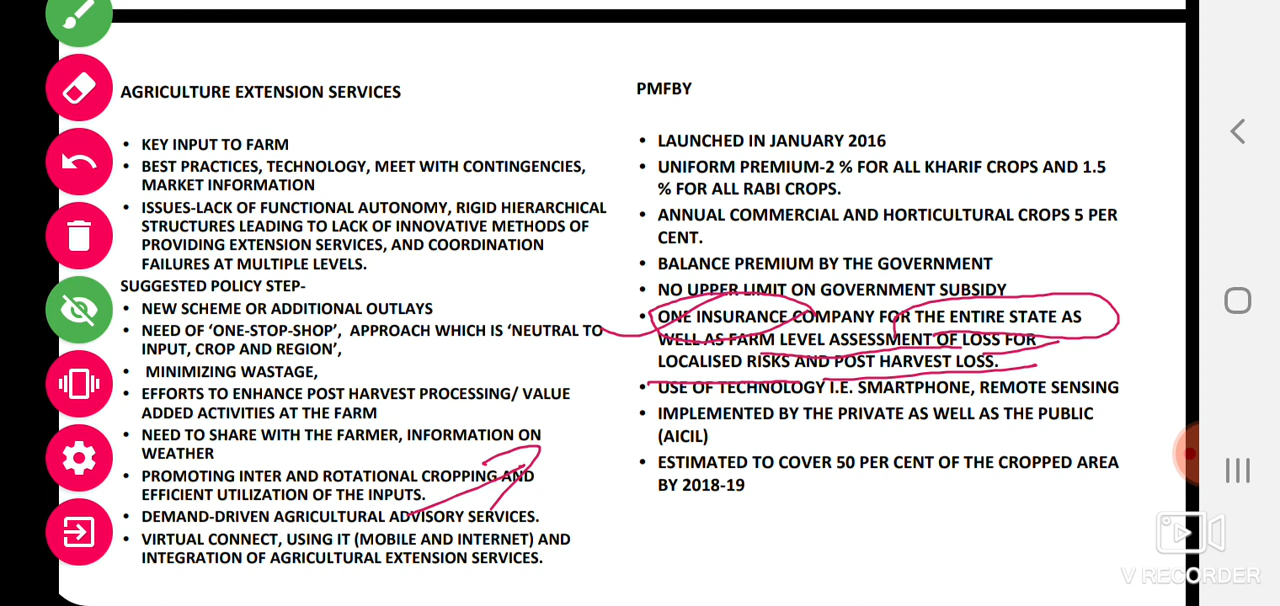 AGRICULTURE EXTENSION SERVICES
• KEY INPUT TO FARM
• BEST PRACTICES, TECHNOLOGY, MEET WITH CONTINGENCIES,
MARKET INFORMATION
• ISSUES-LACK OF FUNCTIONAL AUTONOMY, RIGID HIERARCHICAL
STRUCTURES LEADING TO LACK OF INNOVATIVE METHODS OF
PROVIDING EXTENSION SERVICES, AND COORDINATION
FAILURES AT MULTIPLE LEVELS.
SUGGESTED POLICY STEP-
• NEW SCHEME OR ADDITIONAL OUTLAYS
• NEED OF ‘ONE-STOP-SHOP’, APPROACH WHICH IS ‘NEUTRAL TO
INPUT, CROP AND REGION’,
• MINIMIZING WASTAGE,
• EFFORTS TO ENHANCE POST HARVEST PROCESSING/ VALUE
ADDED ACTIVITIES AT THE FARM
• NEED TO SHARE WITH THE FARMER, INFORMATION ON
WEATHER
• PROMOTING INTER AND ROTATIONAL CROPPING AND
EFFICIENT UTILIZATION OF THE INPUTS.
• DEMAND-DRIVEN AGRICULTURAL ADVISORY SERVICES.
• VIRTUAL CONNECT, USING IT (MOBILE AND INTERNET) AND
INTEGRATION OF AGRICULTURAL EXTENSION SERVICES.
PMFBY
• LAUNCHED IN JANUARY 2016
• UNIFORM PREMIUM-2 % FOR ALL KHARIF CROPS AND 1.5
% FOR ALL RABI CROPS.
• ANNUAL COMMERCIAL AND HORTICULTURAL CROPS 5 PER
CENT.
• BALANCE PREMIUM BY THE GOVERNMENT
• NO UPPER LIMIT ON GOVERNMENT SUBSIDY
• ONE INSURANCE COMPANY FOR THE ENTIRE STATE AS
WELL AS FARM LEVEL ASSESSMENT OF LOSS FOR
LOCALISED RISKS AND POST HARVEST LOSS.
• USE OF TECHNOLOGY I.E. SMARTPHONE, REMOTE SENSING
• IMPLEMENTED BY THE PRIVATE AS WELL AS THE PUBLIC
(AICIL)
• ESTIMATED TO COVER 50 PER CENT OF THE CROPPED AREA
BY 2018-19
V RECORDER